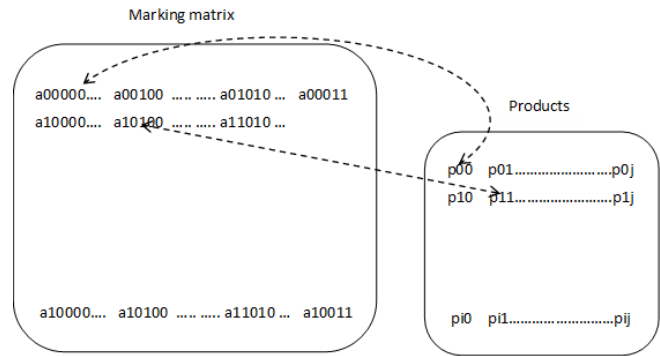 Marking matrix
a00000.... a00100 ..... ..... a01010 ... a00011
a10000.... a10100 ..... ..... a11010 ...
a10000.... a10100 ..... ..... a11010 ... a10011
Products
p00 p01........................p0j
p10 p11........................p1j
pi0 pi1..........................pij